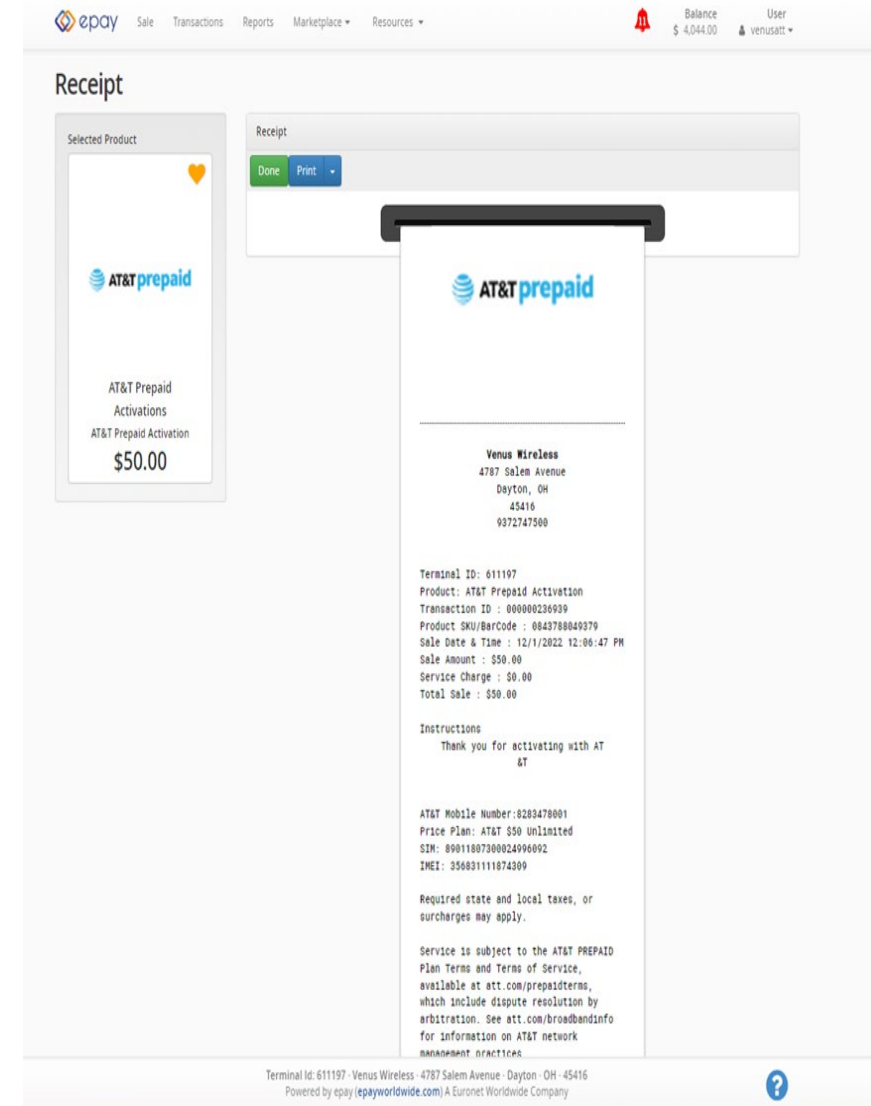 epay Sale Transactions Reports Marketplace Resources 11 Balance User
$ 4,044.00 venusatt
Receipt
Selected Product
AT&T prepaid
AT&T Prepaid
Activations
AT&T Prepaid Activation
$50.00
Receipt
Done Print
AT&T prepaid
Venus Wireless
4787 Salem Avenue
Dayton, OH
45416
9372747500
Terminal ID: 611197
Product: AT&T Prepaid Activation
Transaction ID : 000000236939
Product SKU/BarCode : 0843788049379
Sale Date & Time : 12/1/2022 12:06:47 PM
Sale Amount : $50.00
Service Charge : $0.00
Total Sale : $50.00
Instructions
Thank you for activating with AT
&T
AT&T Mobile Number:8283478001
Price Plan: AT&T $50 Unlimited
SIM: 89011807300024996092
IMEI: 356831111874309
Required state and local taxes, or
surcharges may apply.
Service is subject to the AT&T PREPAID
Plan Terms and Terms of Service,
available at att.com/prepaidterms,
which include dispute resolution by
arbitration. See att.com/broadbandinfo
for information on AT&T network
management practices
Terminal Id: 611197 · Venus Wireless · 4787 Salem Avenue · Dayton · OH · 45416
Powered by epay (epayworldwide.com) A Euronet Worldwide Company
?